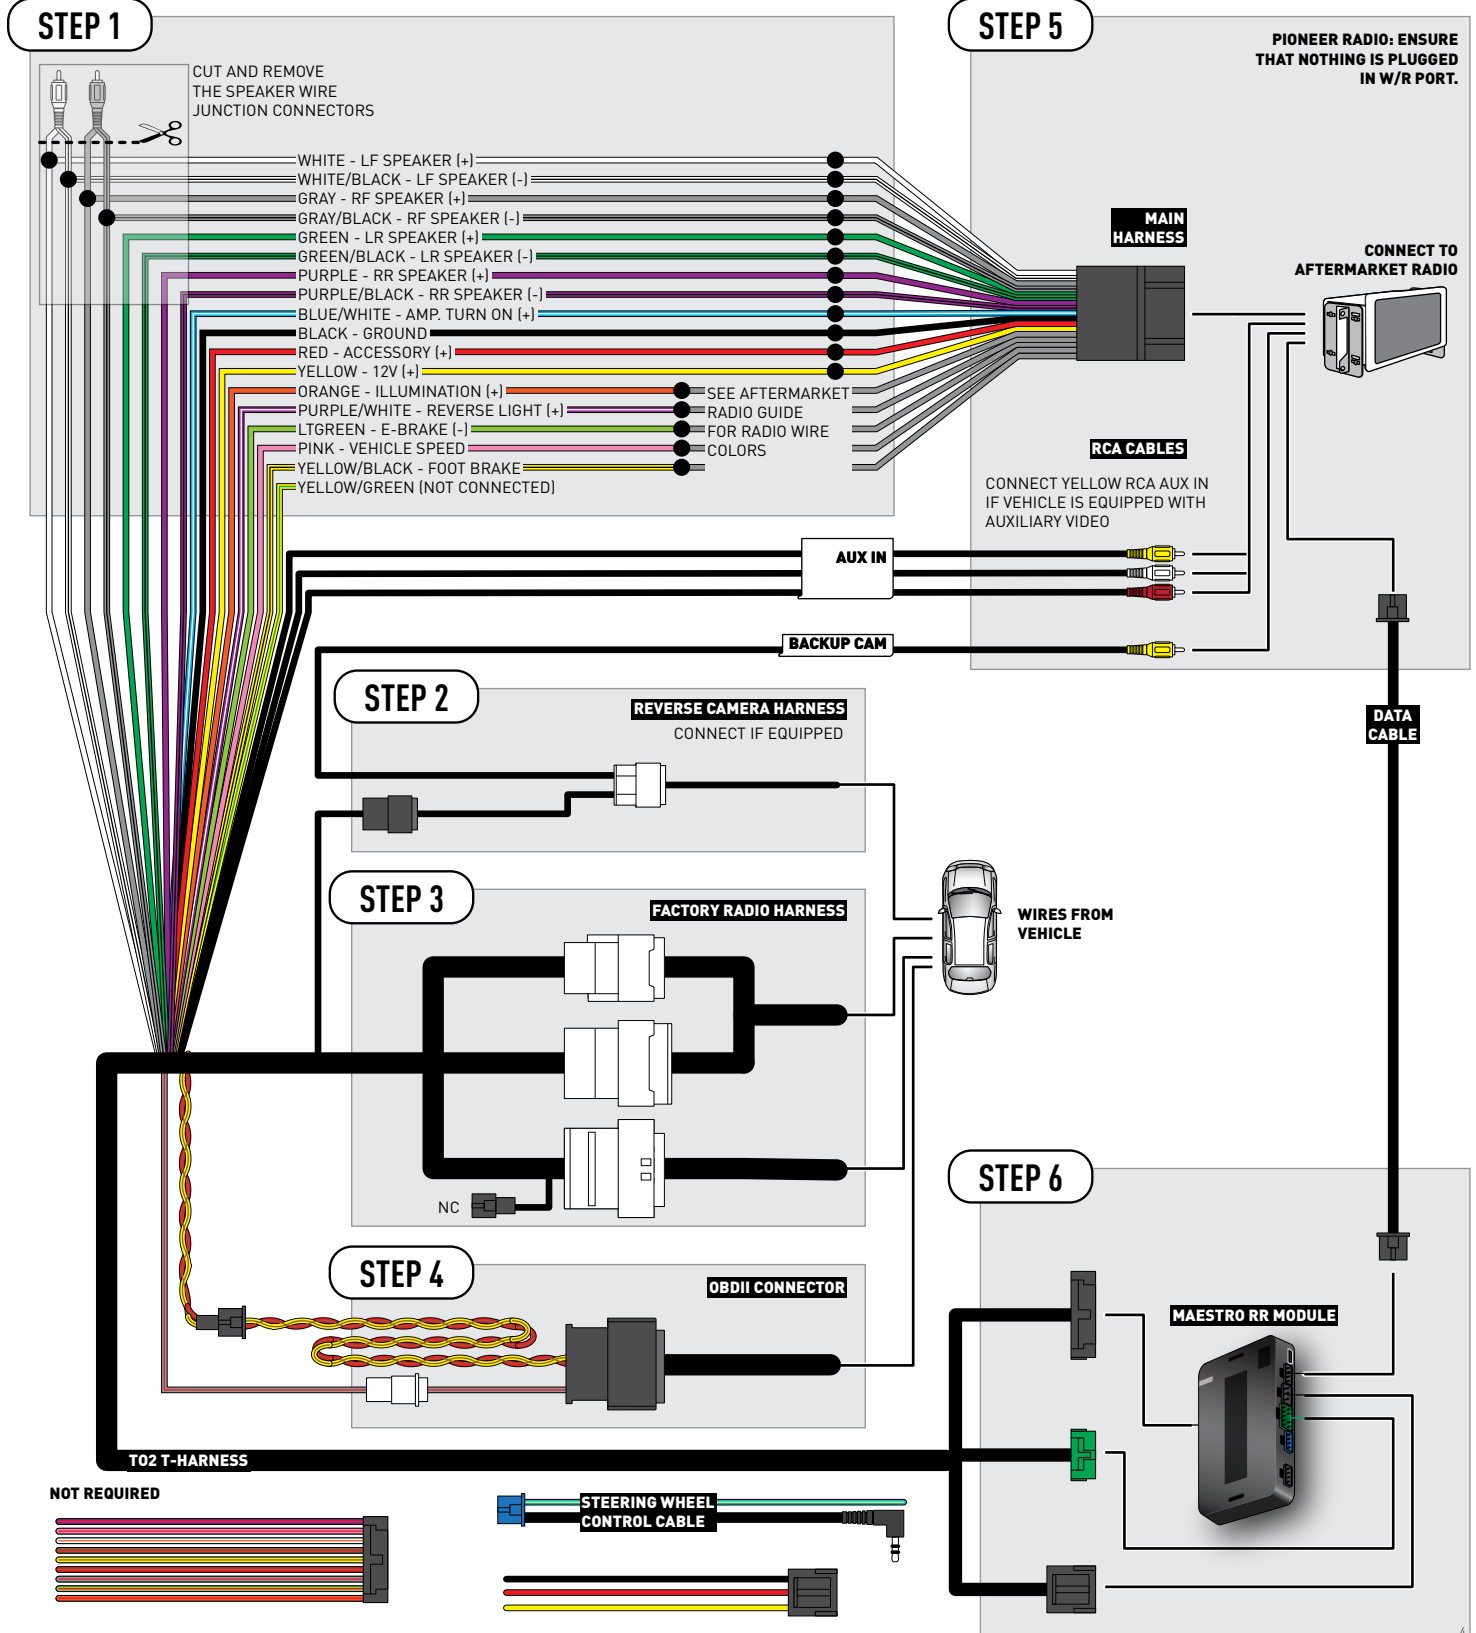 STEP 1
CUT AND REMOVE
THE SPEAKER WIRE
JUNCTION CONNECTORS
WHITE - LF SPEAKER (+)
WHITE/BLACK - LF SPEAKER (-)
GRAY - RF SPEAKER (+)
GRAY/BLACK - RF SPEAKER (-)
GREEN - LR SPEAKER (+)
GREEN/BLACK - LR SPEAKER (-)
PURPLE - RR SPEAKER (+)
PURPLE/BLACK - RR SPEAKER (-)
BLUE/WHITE - AMP. TURN ON (+)
BLACK - GROUND
RED - ACCESSORY (+)
YELLOW - 12V (+)
ORANGE - ILLUMINATION (+)
PURPLE/WHITE - REVERSE LIGHT (+)
LTGREEN - E-BRAKE (-)
PINK - VEHICLE SPEED
YELLOW/BLACK - FOOT BRAKE
YELLOW/GREEN (NOT CONNECTED)
SEE AFTERMARKET
RADIO GUIDE
FOR RADIO WIRE
COLORS
STEP 5
PIONEER RADIO: ENSURE
THAT NOTHING IS PLUGGED
IN W/R PORT.
MAIN
HARNESS
CONNECT TO
AFTERMARKET RADIO
RCA CABLES
CONNECT YELLOW RCA AUX IN
IF VEHICLE IS EQUIPPED WITH
AUXILIARY VIDEO
AUX IN
BACKUP CAM
DATA
CABLE
STEP 2
REVERSE CAMERA HARNESS
CONNECT IF EQUIPPED
STEP 3
FACTORY RADIO HARNESS
WIRES FROM
VEHICLE
NC
STEP 4
OBDII CONNECTOR
STEP 6
MAESTRO RR MODULE
TO2 T-HARNESS
NOT REQUIRED
STEERING WHEEL
CONTROL CABLE
4